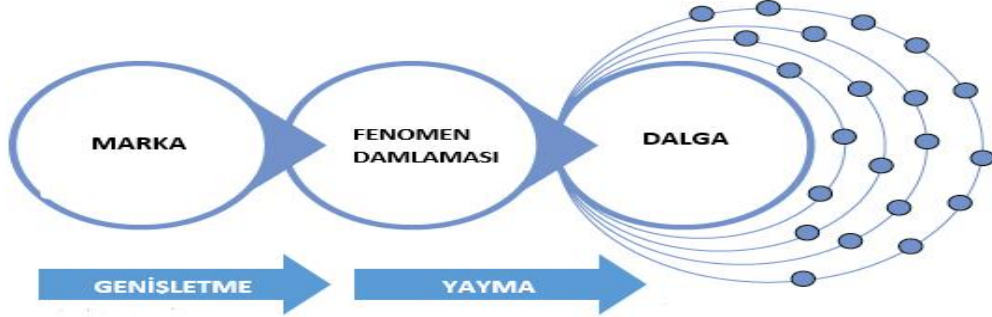 MARKA
FENOMEN
DAMLAMASI
DALGA
GENİŞLETME
YAYMA